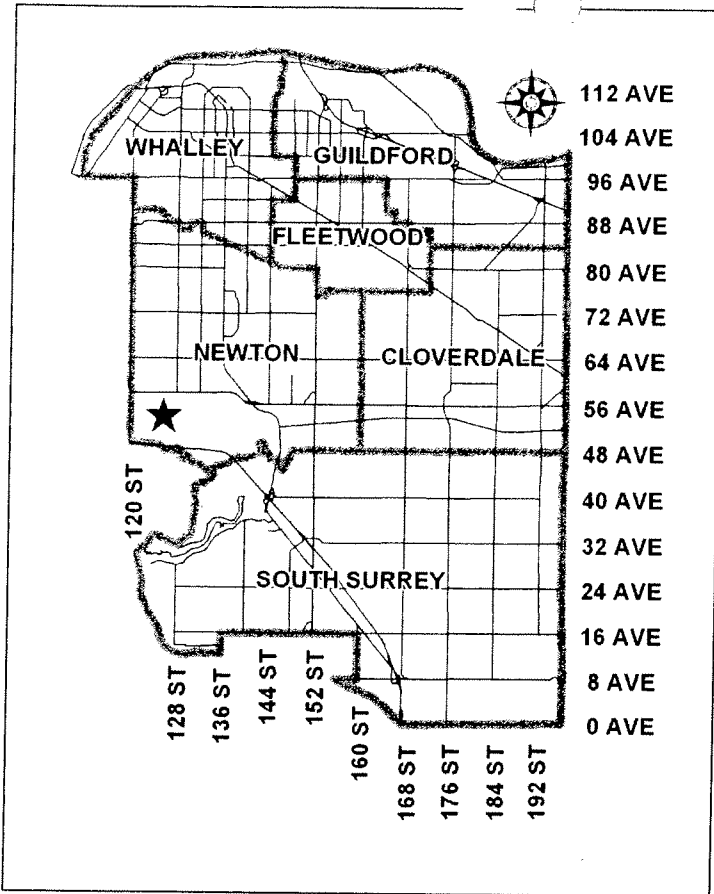 112 AVE
104 AVE
WHALLEY
GUILDFORD
96 AVE
88 AVE
FLEETWOOD
80 AVE
72 AVE
NEWTON
CLOVERDALE
64 AVE
56 AVE
48 AVE
120 ST
40 AVE
32 AVE
SOUTH SURREY
24 AVE
16 AVE
128 ST
136 ST
144 ST
152 ST
8 AVE
160 ST
0 AVE
168 ST
176 ST
184 ST
192 ST